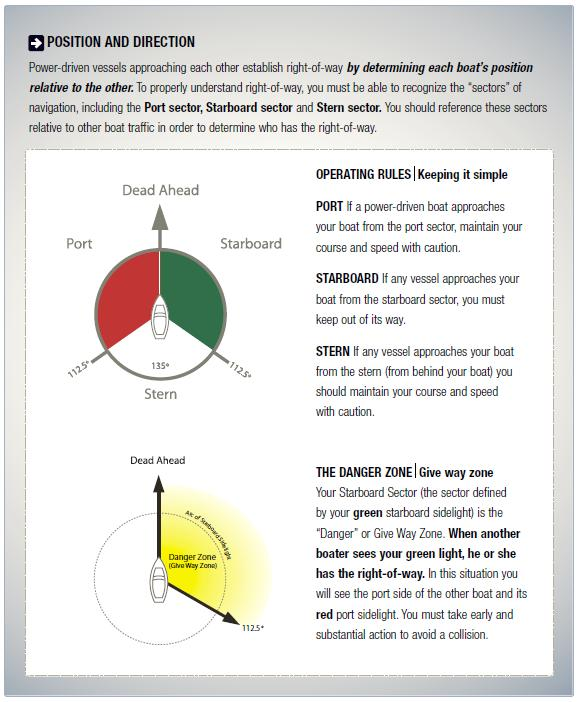 POSITION AND DIRECTION
Power-driven vessels approaching each other establish right-of-way by determining each boat's position
relative to the other. To properly understand right-of-way, you must be able to recognize the “sectors” of
navigation, including the Port sector, Starboard sector and Stern sector. You should reference these sectors
relative to other boat traffic in order to determine who has the right-of-way.
Dead Ahead
Port
Starboard
112.5°
135°
112.5°
Stern
OPERATING RULES | Keeping it simple
PORT If a power-driven boat approaches
your boat from the port sector, maintain your
course and speed with caution.
STARBOARD If any vessel approaches your
boat from the starboard sector, you must
keep out of its way.
STERN If any vessel approaches your boat
from the stern (from behind your boat) you
should maintain your course and speed
with caution.
Dead Ahead
Arc of Starboard Sidelight
Danger Zone
(Give Way Zone)
112.5°
THE DANGER ZONE | Give way zone
Your Starboard Sector (the sector defined
by your green starboard sidelight) is the
“Danger” or Give Way Zone. When another
boater sees your green light, he or she
has the right-of-way. In this situation you
will see the port side of the other boat and its
red port sidelight. You must take early and
substantial action to avoid a collision.